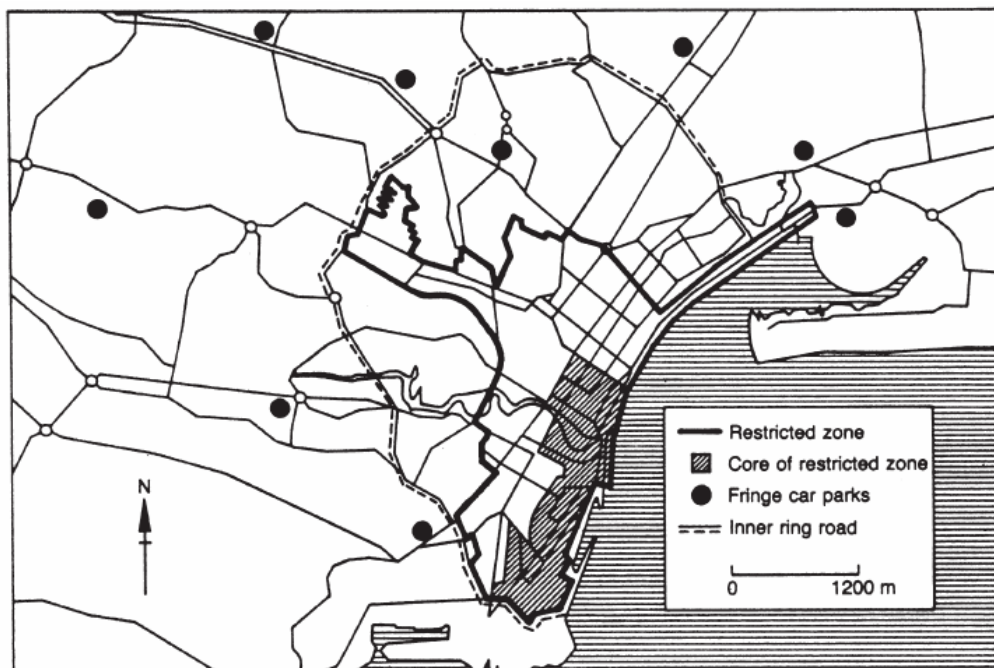 N
Restricted zone
Core of restricted zone
Fringe car parks
Inner ring road
0 1200 m